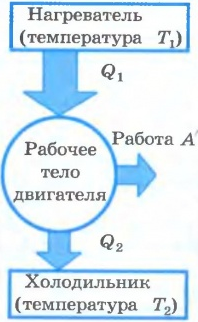 Нагреватель
(температура T₁)
Q₁
Рабочее
тело
двигателя
Работа A′
Q₂
Холодильник
(температура T₂)